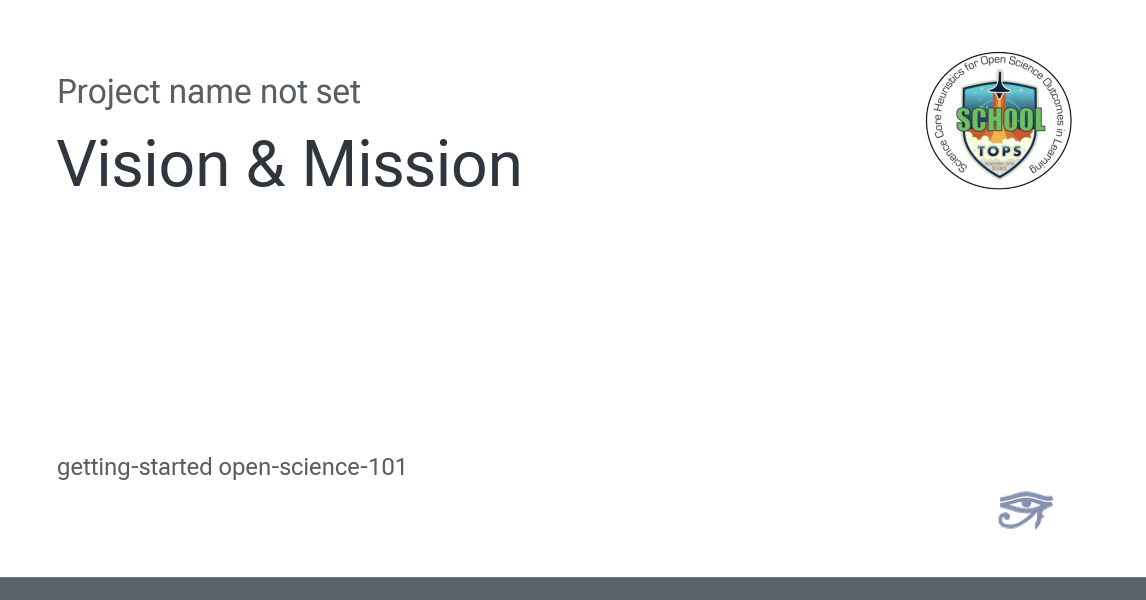 Project name not set
Vision & Mission
Science Core Heuristics for Open Science Outcomes in Learning
SCHOOL
TOPS
getting-started open-science-101